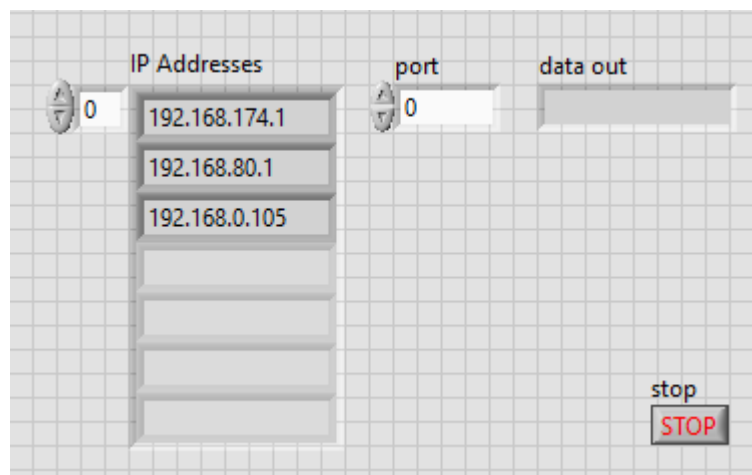 IP Addresses
port
data out
0
192.168.174.1
0
192.168.80.1
192.168.0.105
stop
STOP